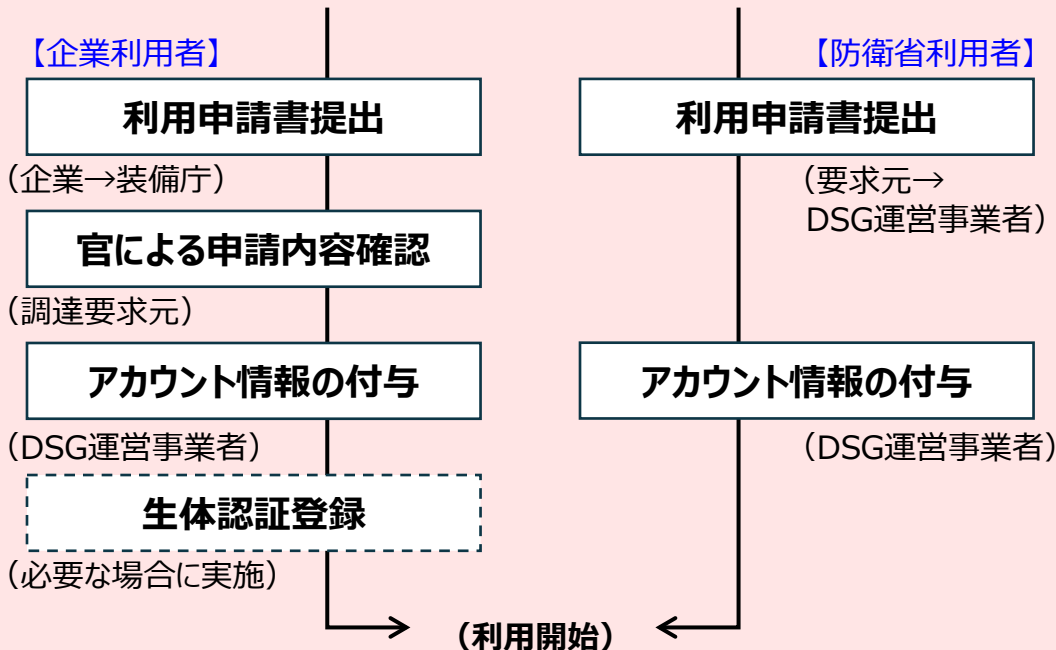 【企業利用者】
利用申請書提出
（企業→装備庁）
官による申請内容確認
（調達要求元）
アカウント情報の付与
（DSG運営事業者）
生体認証登録
（必要な場合に実施）
【防衛省利用者】
利用申請書提出
（要求元→
DSG運営事業者）
アカウント情報の付与
（DSG運営事業者）
（利用開始）